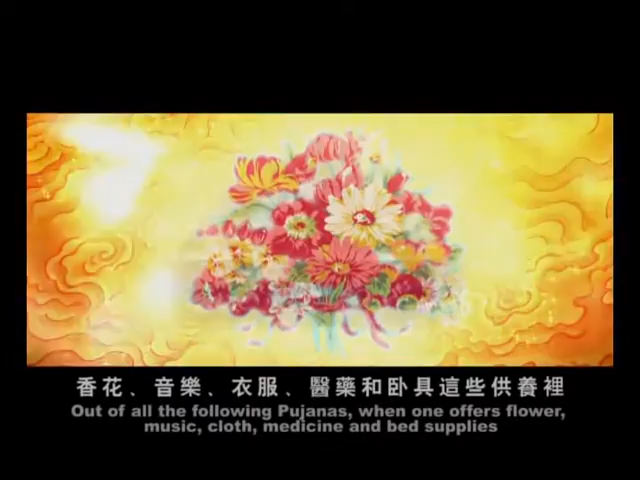 香花、音樂、衣服、醫藥和卧具這些供養裡
Out of all the following Pujanas, when one offers flower,
music, cloth, medicine and bed supplies